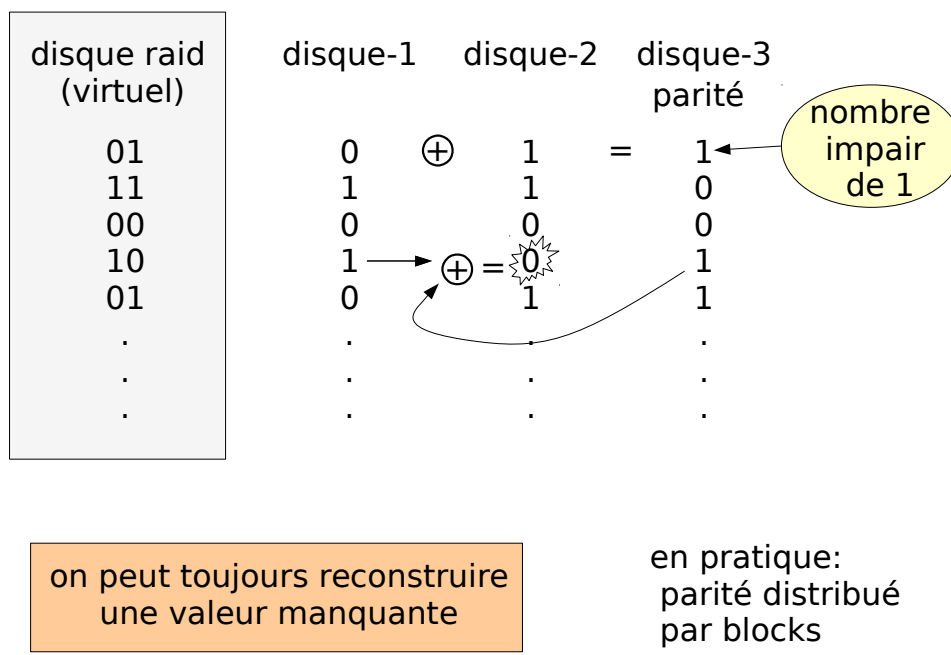 disque raid disque-1 disque-2 disque-3
(virtuel) parité
nombre
impair
de 1
01 0 ⊕ 1 = 1
11 1 1 0
00 0 0 0
10 1 ⊕ = 0 1
01 0 1 1
. . . .
. . . .
. . . .
on peut toujours reconstruire
une valeur manquante
en pratique:
parité distribué
par blocks